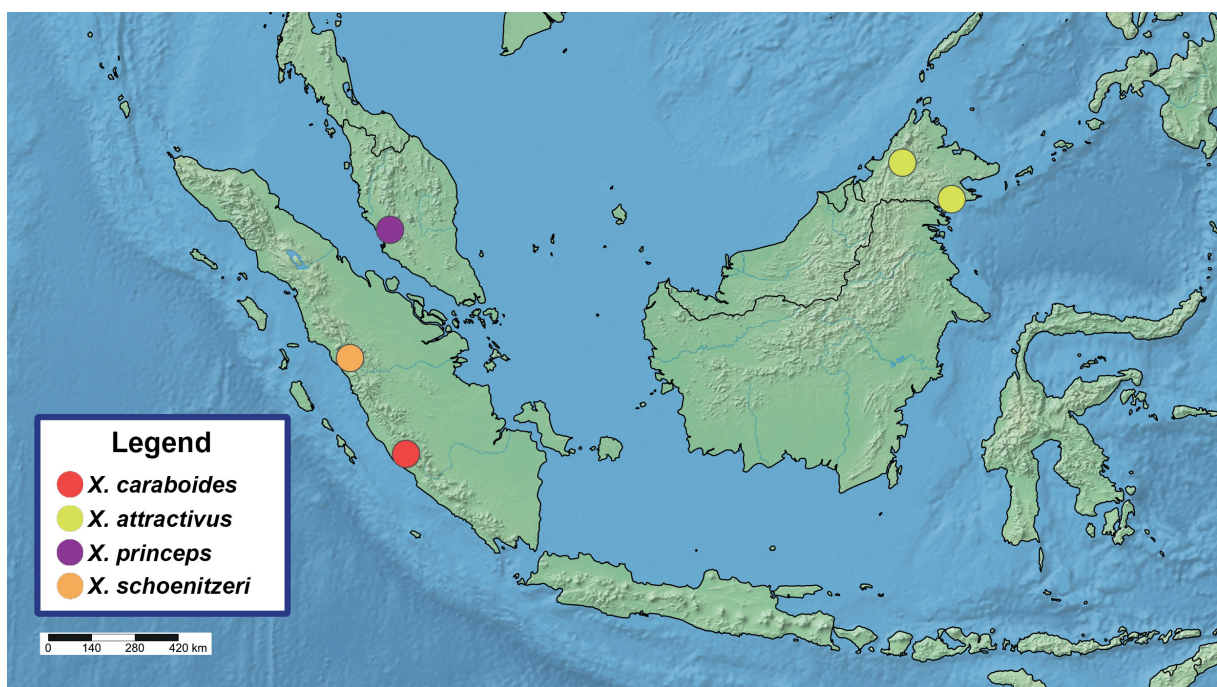 Legend
X. caraboides
X. attractivus
X. princeps
X. schoenitzeri
0 140 280 420 km